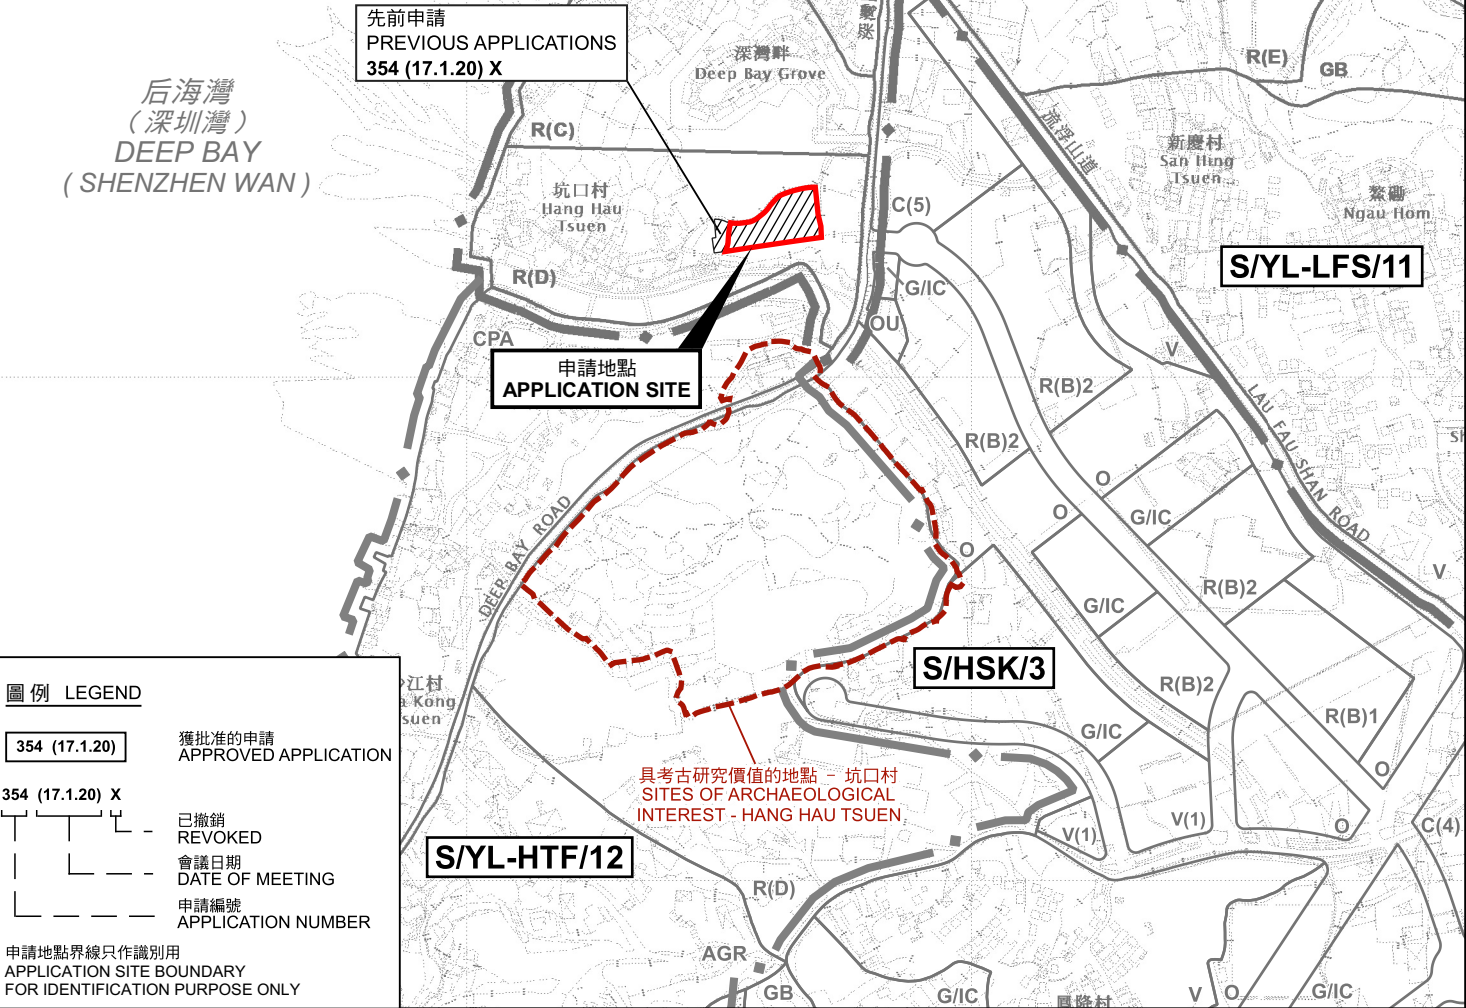 先前申請
PREVIOUS APPLICATIONS
354 (17.1.20) X
后海灣
（深圳灣）
DEEP BAY
( SHENZHEN WAN )
深灣畔
Deep Bay Grove
R(E)
GB
R(C)
流浮山道
新慶村
San Hing
Tsuen
坑口村
Hang Hau
Tsuen
鰲磡
Ngau Hom
C(5)
S/YL-LFS/11
R(D)
G/IC
OU
CPA
V
申請地點
APPLICATION SITE
R(B)2
R(B)2
LAU FAU SHAN ROAD
O
O
G/IC
DEEP BAY ROAD
O
V
R(B)2
G/IC
S/HSK/3
R(B)2
R(B)1
G/IC
江村
Kong
suen
具考古研究價值的地點 - 坑口村
SITES OF ARCHAEOLOGICAL
INTEREST - HANG HAU TSUEN
O
V(1)
V(1)
O
C(4)
S/YL-HTF/12
R(D)
AGR
GB
G/IC
V
O
G/IC
圖例 LEGEND
354 (17.1.20)
獲批准的申請
APPROVED APPLICATION
354 (17.1.20) X
已撤銷
REVOKED
會議日期
DATE OF MEETING
申請編號
APPLICATION NUMBER
申請地點界線只作識別用
APPLICATION SITE BOUNDARY
FOR IDENTIFICATION PURPOSE ONLY